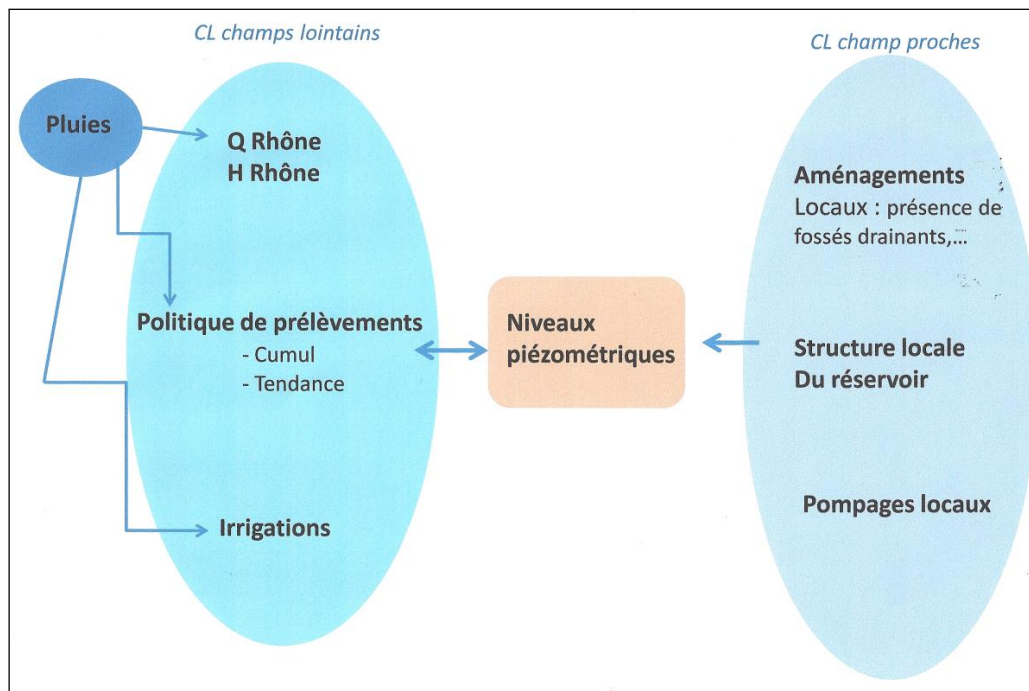 CL champs lointains
CL champ proches
Pluies
Q Rhône
H Rhône
Aménagements
Locaux : présence de
fossés drainants,...
Politique de prélèvements
- Cumul
- Tendance
Niveaux
piézométriques
Structure locale
Du réservoir
Irrigations
Pompages locaux